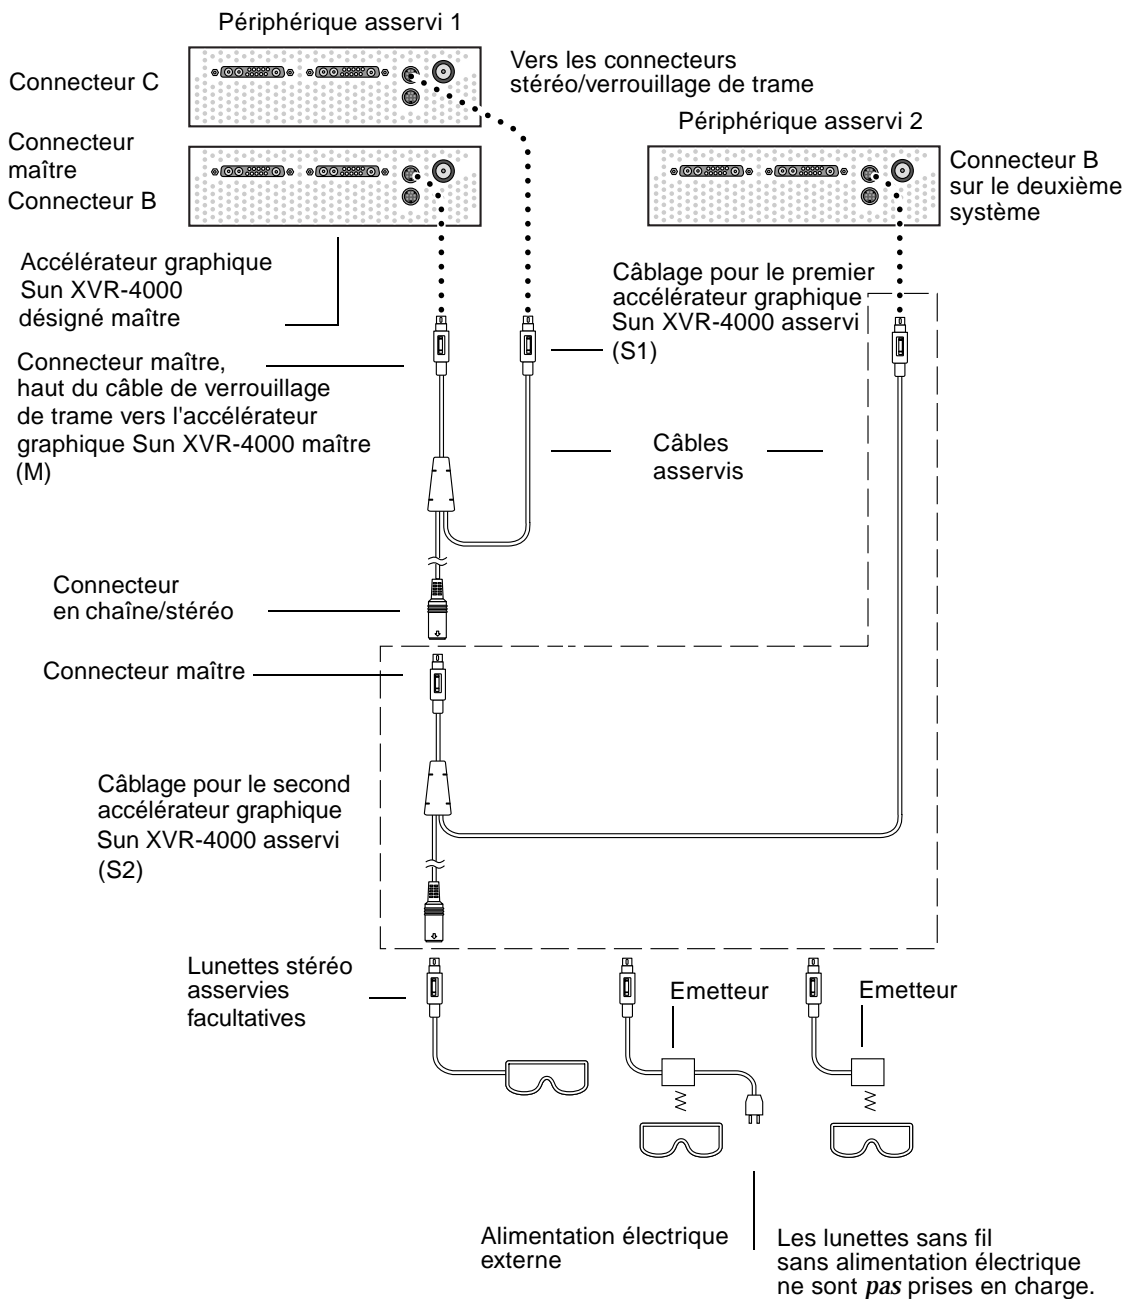 Périphérique asservi 1
Connecteur C
Vers les connecteurs
stéréo/verrouillage de trame
Périphérique asservi 2
Connecteur
maître
Connecteur B
Connecteur B
sur le deuxième
système
Accélérateur graphique
Sun XVR-4000
désigné maître
Câblage pour le premier
accélérateur graphique
Sun XVR-4000 asservi
(S1)
Connecteur maître,
haut du câble de verrouillage
de trame vers l'accélérateur
graphique Sun XVR-4000 maître
(M)
Câbles
asservis
Connecteur
en chaîne/stéréo
Connecteur maître
Câblage pour le second
accélérateur graphique
Sun XVR-4000 asservi
(S2)
Lunettes stéréo
asservies
facultatives
Emetteur
Emetteur
Alimentation électrique
externe
Les lunettes sans fil
sans alimentation électrique
ne sont pas prises en charge.